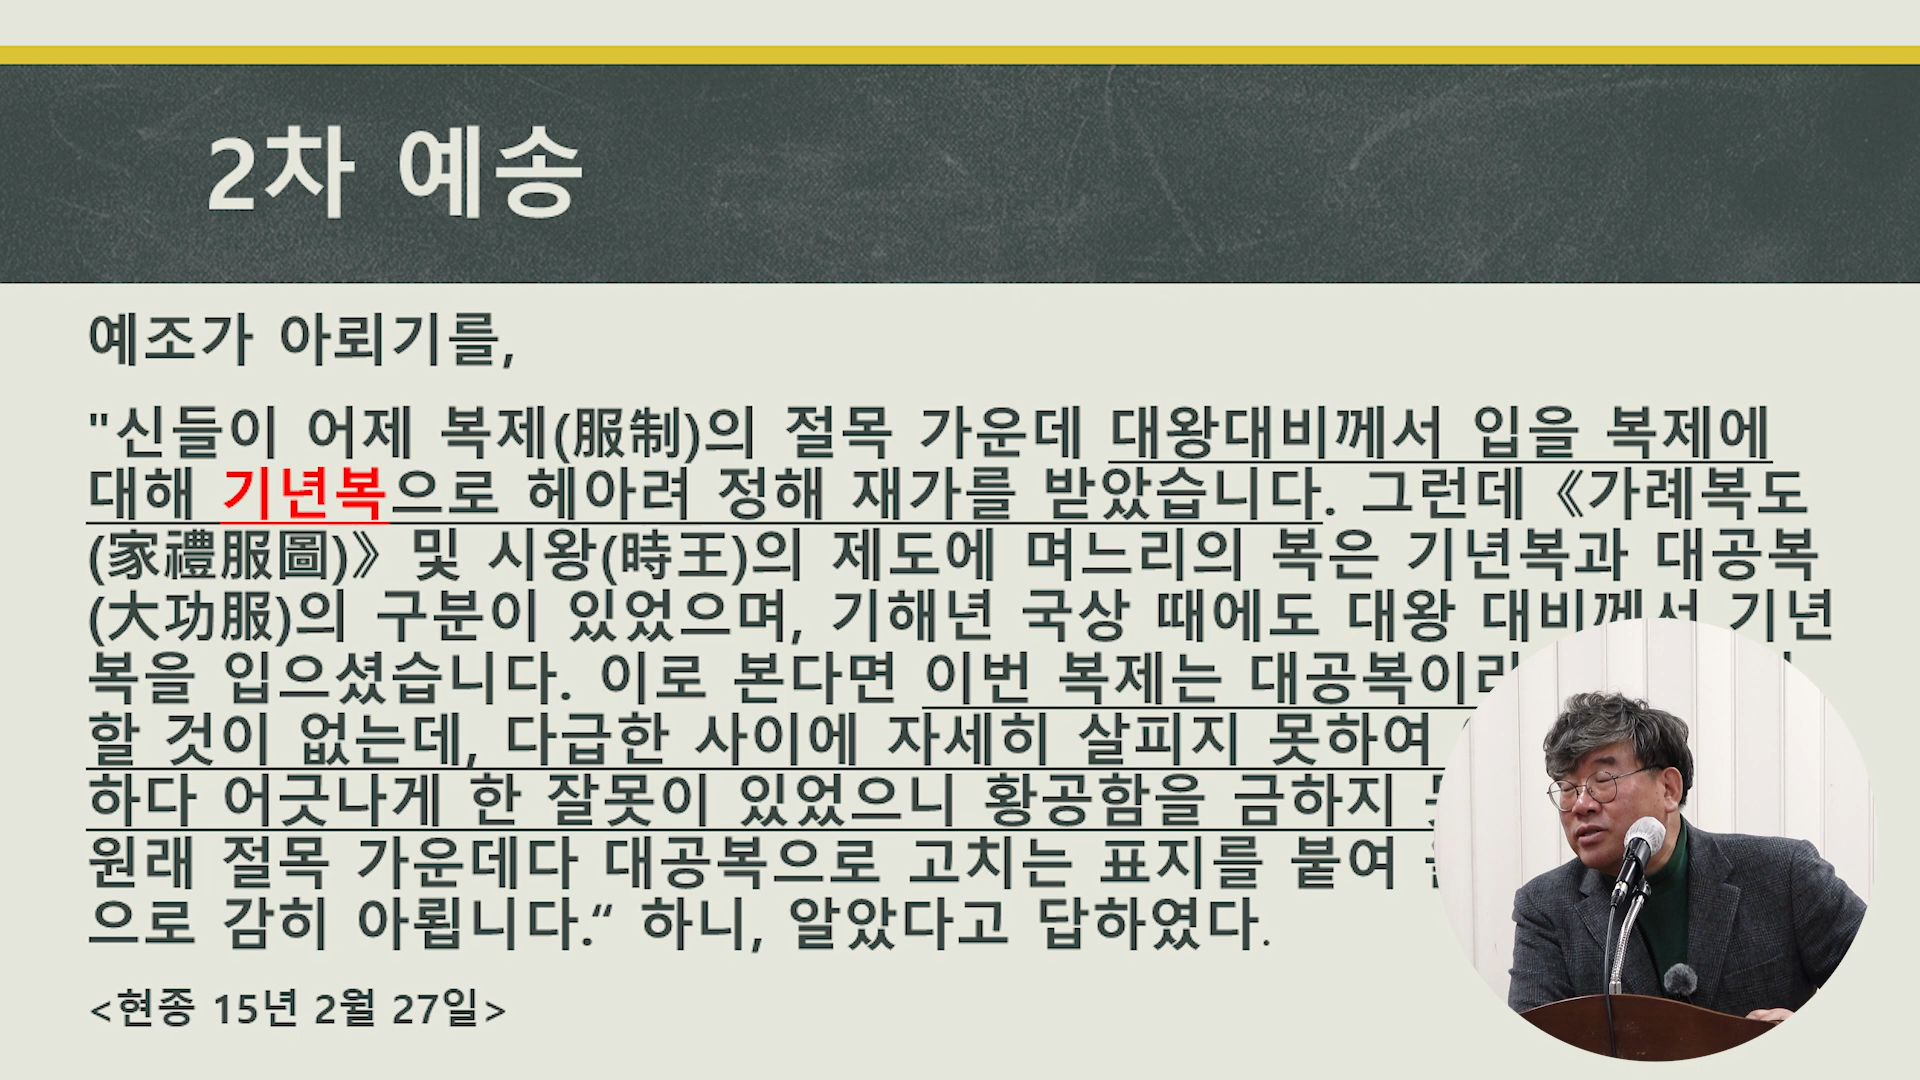 2차 예송
예조가 아뢰기를,
"신들이 어제 복제(服制)의 절목 가운데 대왕대비께서 입을 복제에
대해 기년복으로 헤아려 정해 재가를 받았습니다. 그런데《가례복도
(家禮服圖)》 및 시왕(時王)의 제도에 며느리의 복은 기년복과 대공복
(大功服)의 구분이 있었으며, 기해년 국상 때에도 대왕 대비께서 기년
복을 입으셨습니다. 이로 본다면 이번 복제는
할 것이 없는데, 다급한 사이에 자세히 살피지 못하여
하다 어긋나게 한 잘못이 있었으니 황공함을 금하지
원래 절목 가운데다 대공복으로 고치는 표지를 붙여
으로 감히 아룁니다.“ 하니, 알았다고 답하였다.
<현종 15년 2월 27일>